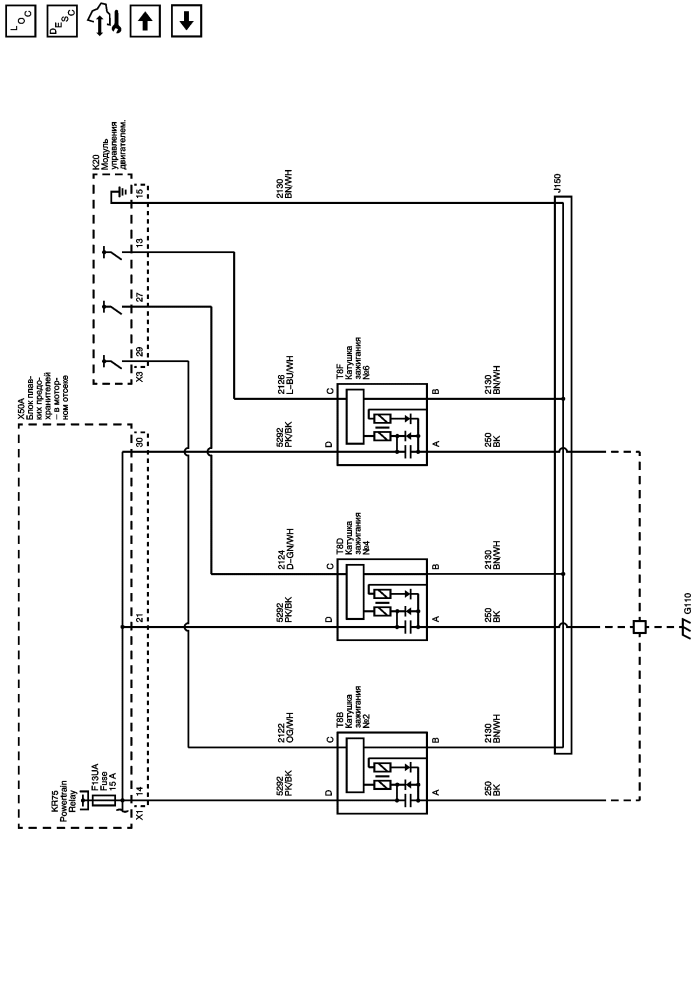 LOC
DESC
K20
Модуль
управления
двигателем.
15
13
27
29
X3
X50A
Блок плав-
ких предо-
хранителей
– в мотор-
ном отсеке
30
21
14
X1
KR75
Powertrain
Relay
F13UA
Fuse
15 A
2130
BN/WH
J150
2126
L–BU/WH
5292
PK/BK
T8F
Катушка
зажигания
№6
C
D
B
A
2130
BN/WH
250
BK
2124
D–GN/WH
5292
PK/BK
T8D
Катушка
зажигания
№4
C
D
B
A
2130
BN/WH
250
BK
2122
OG/WH
5292
PK/BK
T8B
Катушка
зажигания
№2
C
D
B
A
2130
BN/WH
250
BK
G110